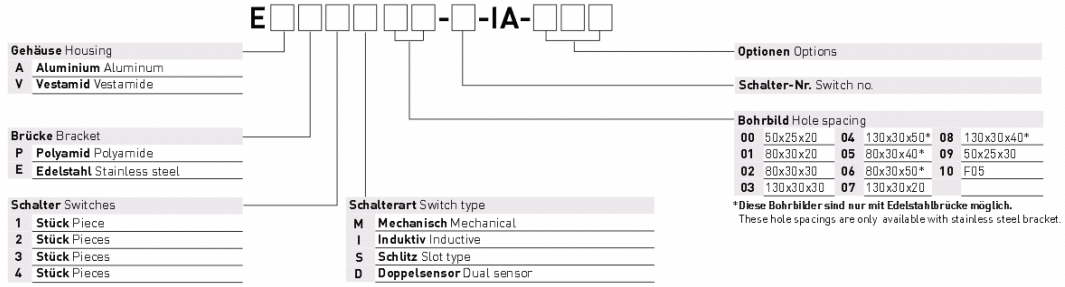 E - -IA-
Gehäuse Housing
A Aluminium Aluminum
V Vestamid Vestamide
Brücke Bracket
P Polyamid Polyamide
E Edelstahl Stainless steel
Schalter Switches
1 Stück Piece
2 Stück Pieces
3 Stück Pieces
4 Stück Pieces
Schalterart Switch type
M Mechanisch Mechanical
I Induktiv Inductive
S Schlitz Slot type
D Doppelsensor Dual sensor
Optionen Options
Schalter-Nr. Switch no.
Bohrbild Hole spacing
00 50x25x20 04 130x30x50* 08 130x30x40*
01 80x30x20 05 80x30x40* 09 50x25x30
02 80x30x30 06 80x30x50* 10 F05
03 130x30x30 07 130x30x20
*Diese Bohrbilder sind nur mit Edelstahlbrücke möglich.
These hole spacings are only available with stainless steel bracket.